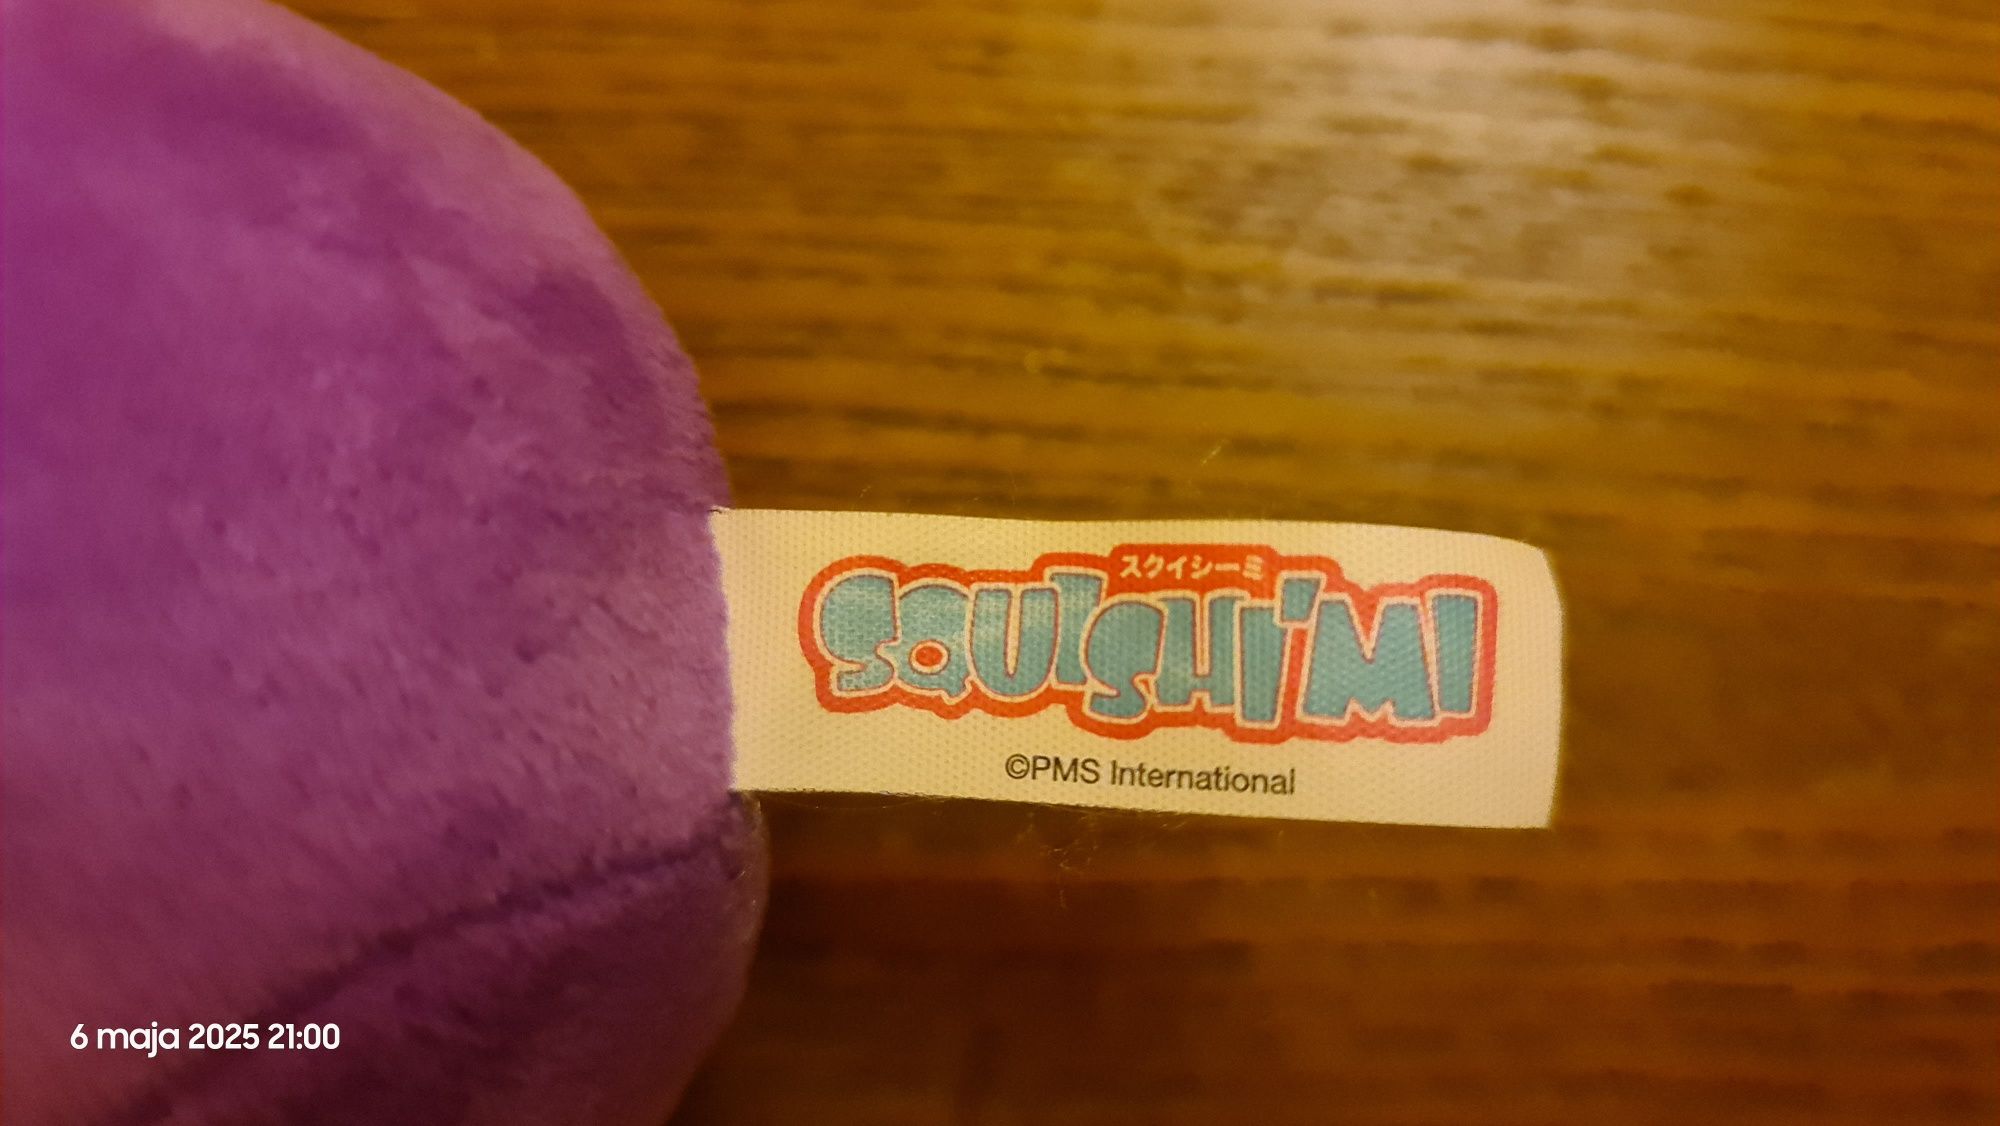 スクイシーミ
SQUISHI'MI
©PMS International
6 maja 2025 21:00